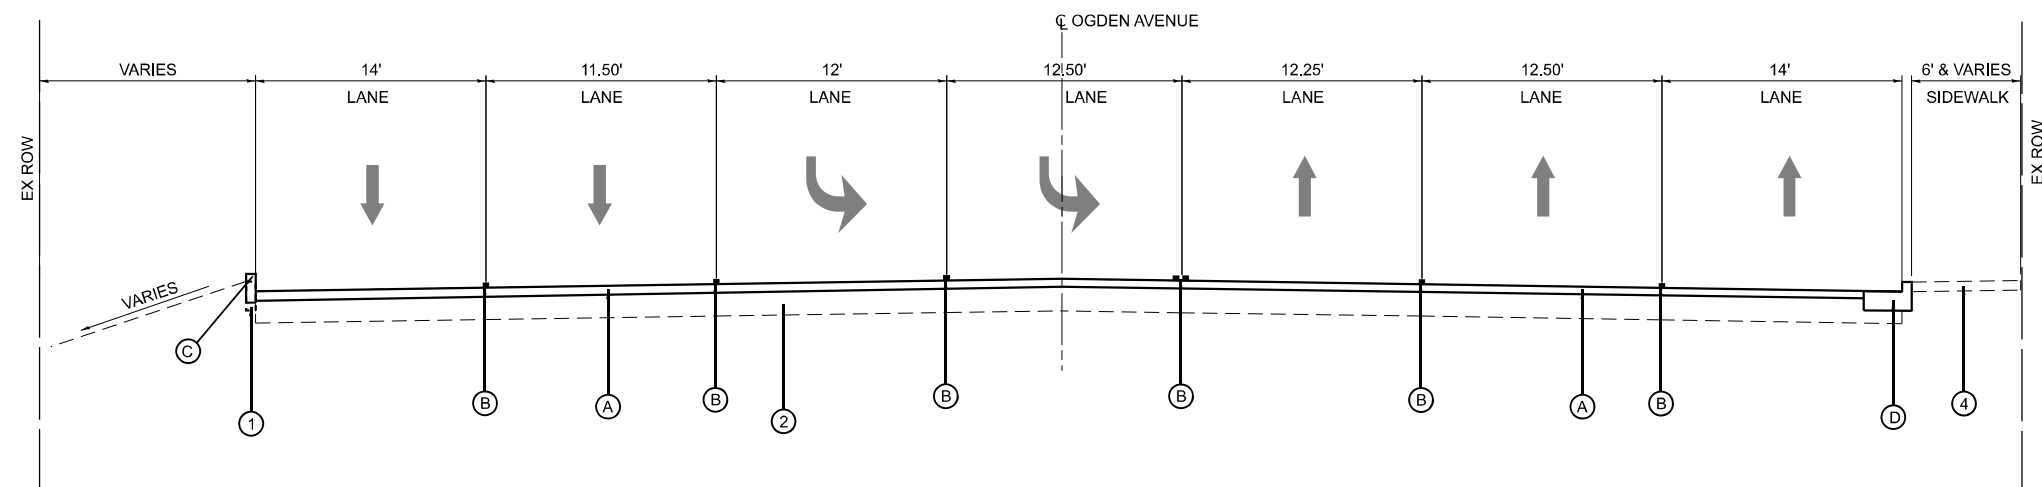 ℄ OGDEN AVENUE
VARIES 14' 11.50' 12' 12.50' 12.25' 12.50' 14' 6' & VARIES
LANE LANE LANE LANE LANE LANE LANE SIDEWALK
EX ROW
EX ROW
VARIES
C
1 B A B 2 B B B A B D 4